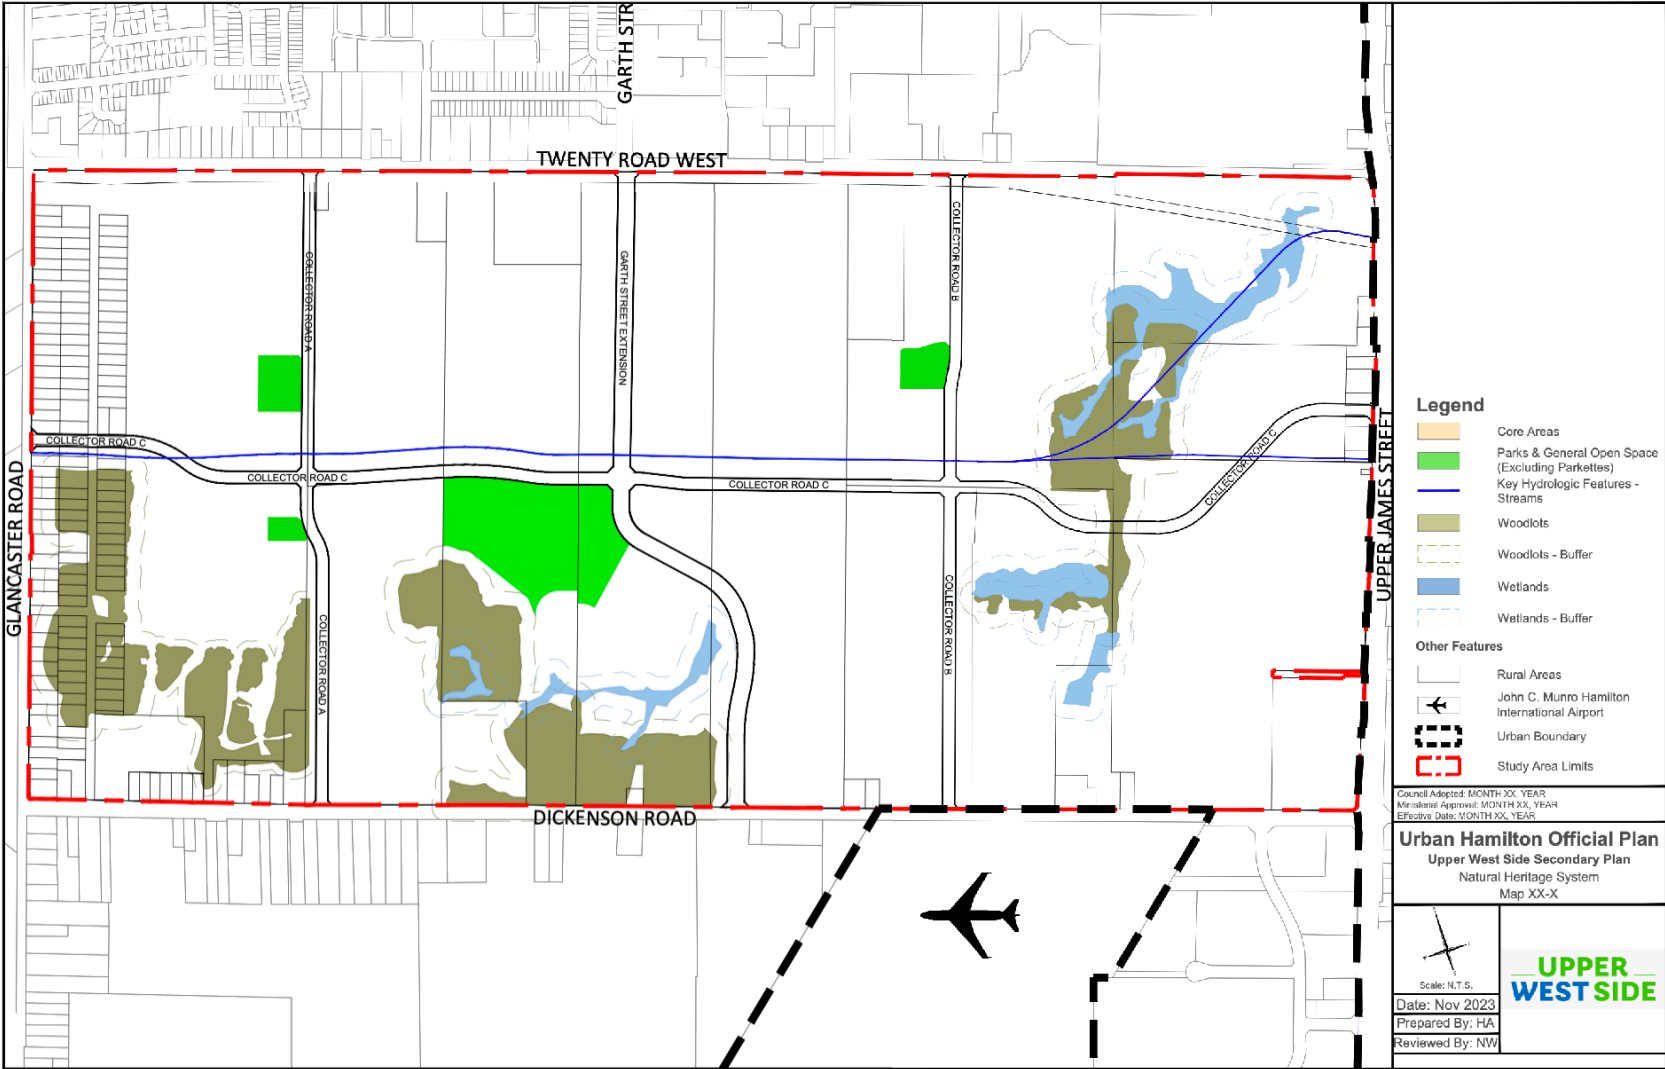 GARTH STR
TWENTY ROAD WEST
COLLECTOR ROAD A
GARTH STREET EXTENSION
COLLECTOR ROAD B
COLLECTOR ROAD C
COLLECTOR ROAD C
COLLECTOR ROAD C
COLLECTOR ROAD C
GLANCASTER ROAD
UPPER JAMES STREET
COLLECTOR ROAD A
COLLECTOR ROAD B
DICKENSON ROAD
Legend
Core Areas
Parks & General Open Space
(Excluding Parkettes)
Key Hydrologic Features -
Streams
Woodlots
Woodlots - Buffer
Wetlands
Wetlands - Buffer
Other Features
Rural Areas
John C. Munro Hamilton
International Airport
Urban Boundary
Study Area Limits
Council Adopted: MONTH XX, YEAR
Ministerial Approval: MONTH XX, YEAR
Effective Date: MONTH XX, YEAR
Urban Hamilton Official Plan
Upper West Side Secondary Plan
Natural Heritage System
Map XX-X
Scale: N.T.S.
Date: Nov 2023
Prepared By: HA
Reviewed By: NW
UPPER
WEST SIDE